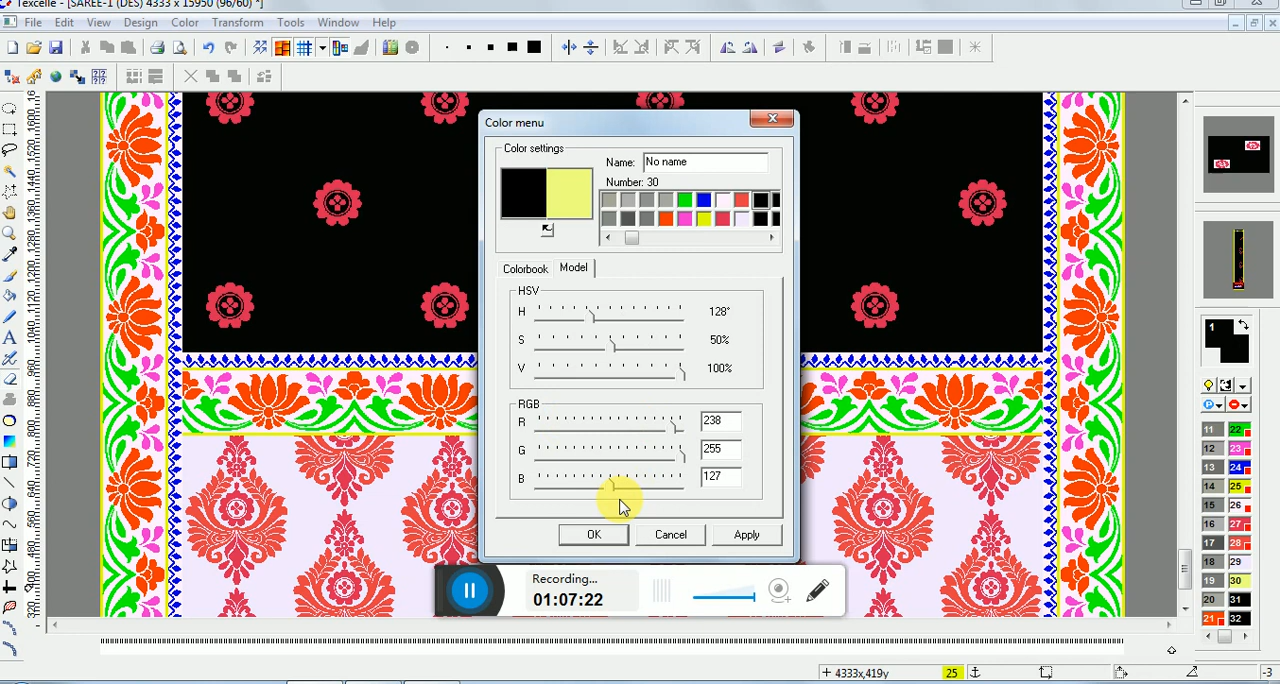 Texcelle - [SAREE-1 (DES) 4333 x 15950 (96/60) *]
File Edit View Design Color Transform Tools Window Help
Color menu
Color settings
Name: No name
Number: 30
Colorbook Model
HSV
H 128°
S 50%
V 100%
RGB
R 238
G 255
B 127
OK Cancel Apply
Recording...
01:07:22
1
11 22
12 23
13 24
14 25
15 26
16 27
17 28
18 29
19 30
20 31
21 32
4333x,419y
25
-3